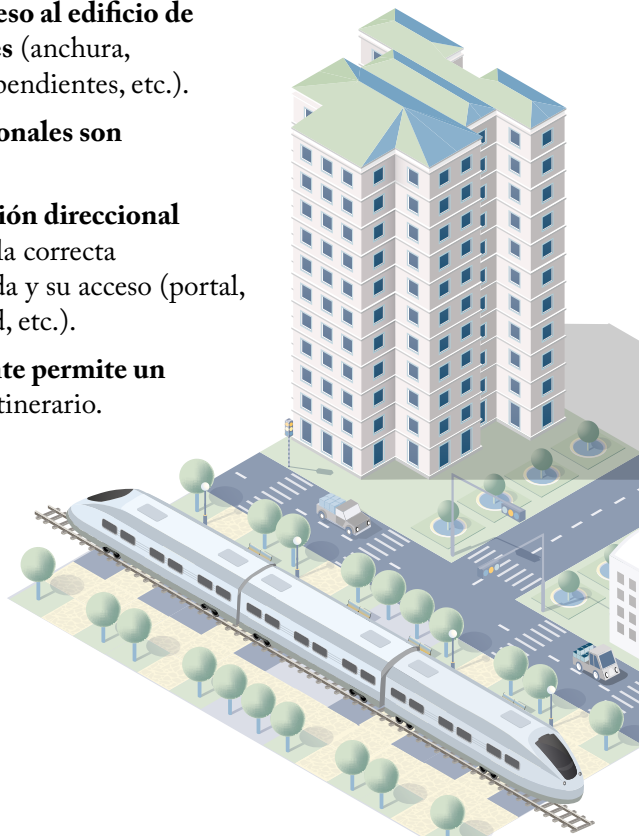 eso al edificio de
es (anchura,
pendientes, etc.).
onales son
ión direccional
la correcta
da y su acceso (portal,
d, etc.).
nte permite un
tinerario.